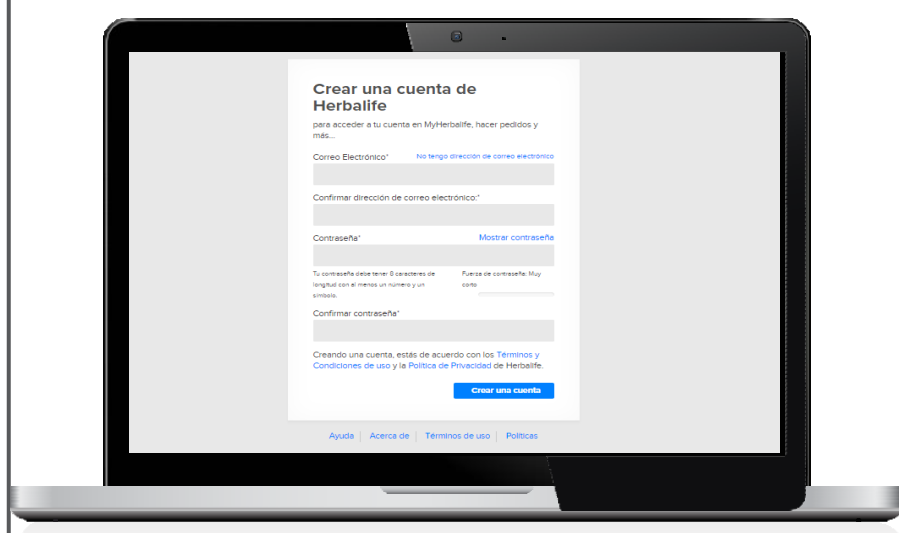 Crear una cuenta de
Herbalife
para acceder a tu cuenta en MyHerbalife, hacer pedidos y
más...
Correo Electrónico* No tengo dirección de correo electrónico
Confirmar dirección de correo electrónico:*
Contraseña* Mostrar contraseña
Tu contraseña debe tener 8 caracteres de
longitud con al menos un número y un
símbolo.
Fuerza de contraseña: Muy
corto
Confirmar contraseña*
Creando una cuenta, estás de acuerdo con los Términos y
Condiciones de uso y la Política de Privacidad de Herbalife.
Crear una cuenta
Ayuda | Acerca de | Términos de uso | Políticas